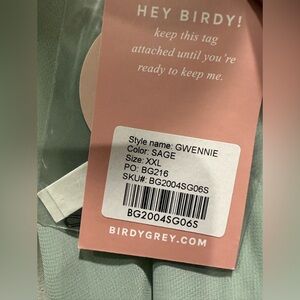 HEY BIRDY!
keep this tag
attached until you're
ready to keep me.
Style name: GWENNIE
Color: SAGE
Size: XXL
PO: BG216
SKU#: BG2004SG06S
BG2004SG06S
BIRDYGREY.COM